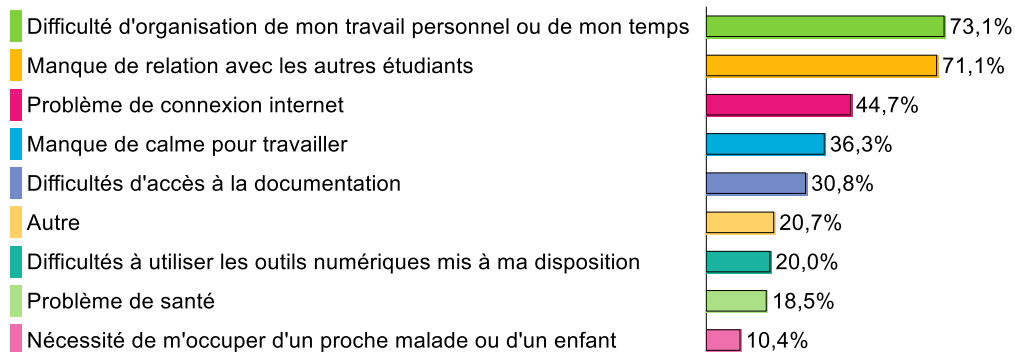 Difficulté d'organisation de mon travail personnel ou de mon temps 73,1%
Manque de relation avec les autres étudiants 71,1%
Problème de connexion internet 44,7%
Manque de calme pour travailler 36,3%
Difficultés d'accès à la documentation 30,8%
Autre 20,7%
Difficultés à utiliser les outils numériques mis à ma disposition 20,0%
Problème de santé 18,5%
Nécessité de m'occuper d'un proche malade ou d'un enfant 10,4%